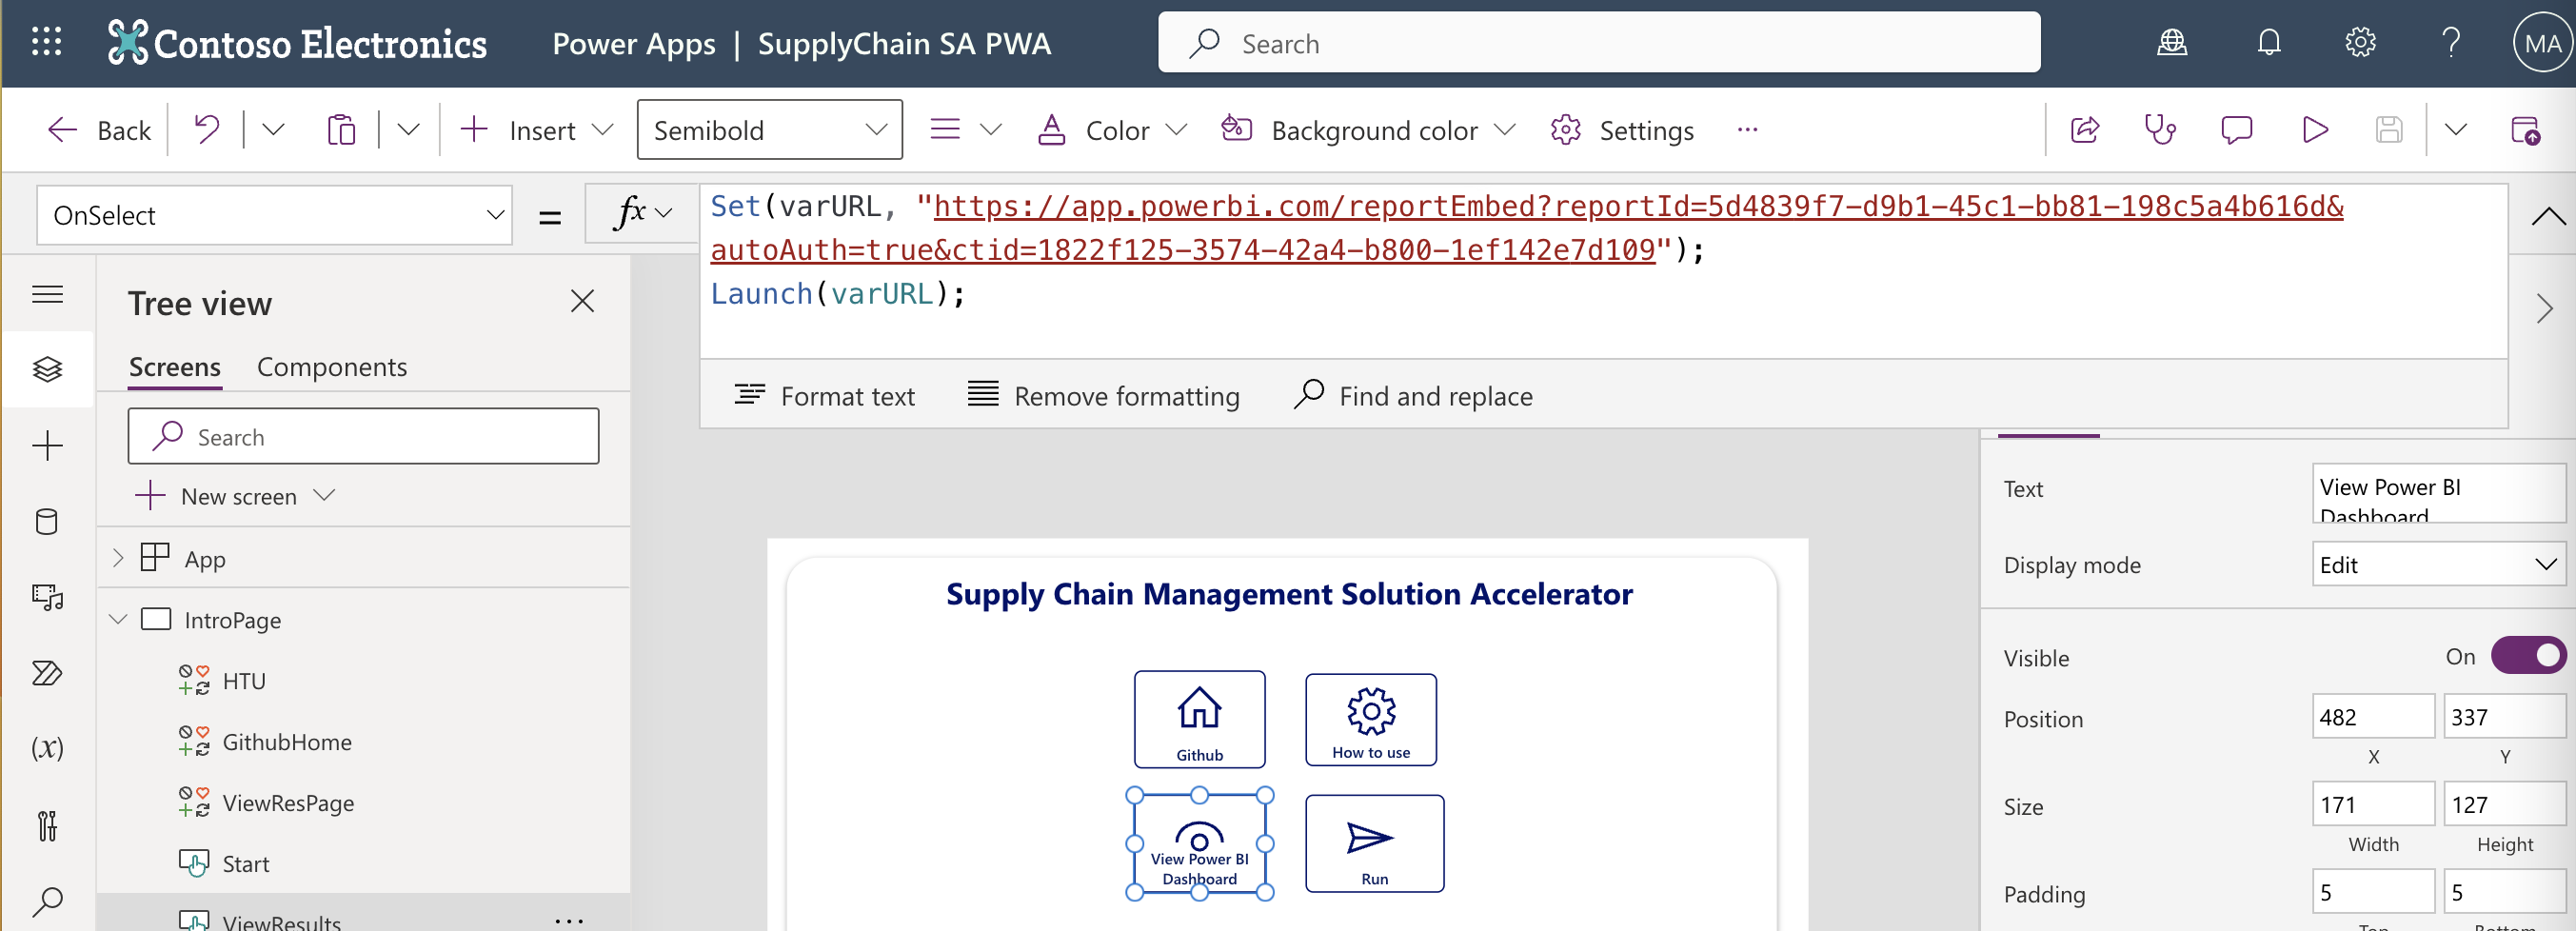 Contoso Electronics
Power Apps | SupplyChain SA PWA
Search
?
MA
Back
Insert
Semibold
Color
Background color
Settings
...
OnSelect
=
fx
Set(varURL, "https://app.powerbi.com/reportEmbed?reportId=5d4839f7-d9b1-45c1-bb81-198c5a4b616d&
autoAuth=true&ctid=1822f125-3574-42a4-b800-1ef142e7d109");
Launch(varURL);
Format text
Remove formatting
Find and replace
Tree view
Screens
Components
Search
New screen
App
IntroPage
HTU
GithubHome
ViewResPage
(x)
Start
ViewResults
...
Supply Chain Management Solution Accelerator
Github
How to use
View Power BI
Dashboard
Run
Text
View Power BI
Dashboard
Display mode
Edit
Visible
On
Position
482
337
X
Y
Size
171
127
Width
Height
Padding
5
5
Top
Bottom